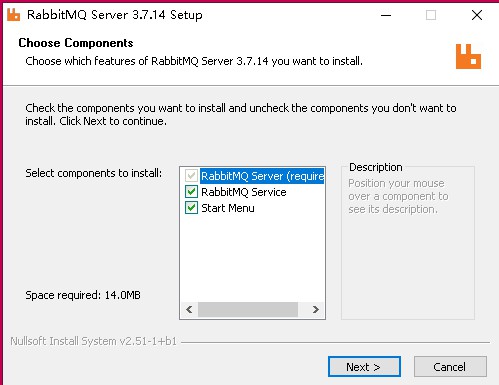 RabbitMQ Server 3.7.14 Setup
Choose Components
Choose which features of RabbitMQ Server 3.7.14 you want to install.
Check the components you want to install and uncheck the components you don't want to
install. Click Next to continue.
Select components to install:
RabbitMQ Server (require
RabbitMQ Service
Start Menu
Description
Position your mouse
over a component to
see its description.
Space required: 14.0MB
Nullsoft Install System v2.51-1+b1
Next >
Cancel